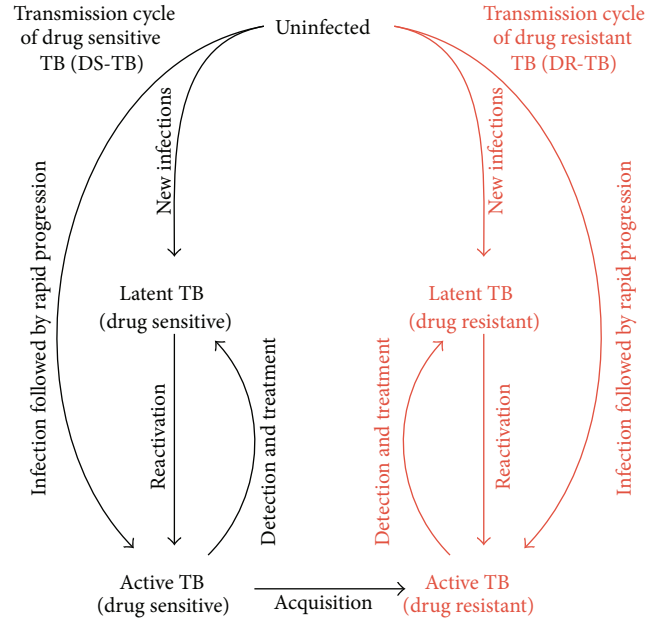 Transmission cycle
of drug sensitive
TB (DS-TB)
Uninfected
Transmission cycle
of drug resistant
TB (DR-TB)
New infections
New infections
Infection followed by rapid progression
Infection followed by rapid progression
Latent TB
(drug sensitive)
Latent TB
(drug resistant)
Reactivation
Detection and treatment
Detection and treatment
Reactivation
Active TB
(drug sensitive)
Acquisition
Active TB
(drug resistant)